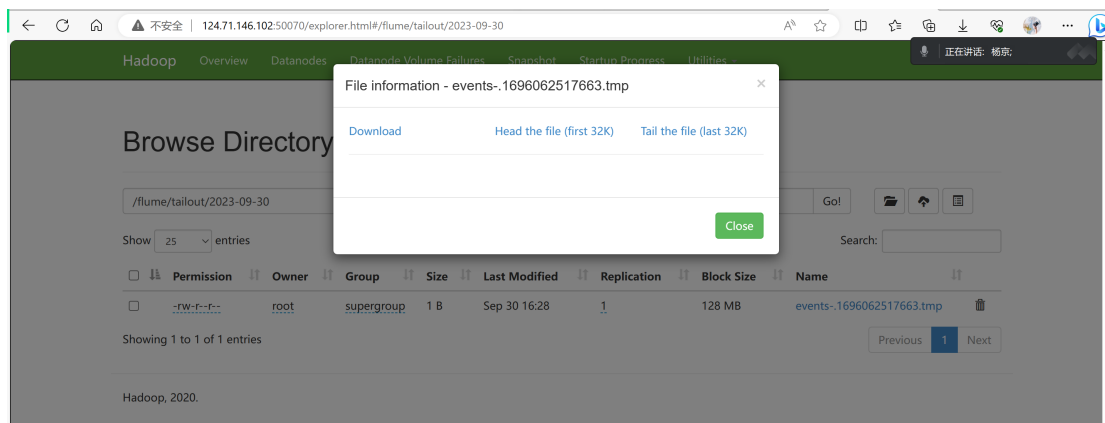 不安全 | 124.71.146.102:50070/explorer.html#/flume/tailout/2023-09-30
正在讲话: 杨京;
Hadoop Overview Datanodes Datanode Volume Failures Snapshot Startup Progress Utilities
File information - events-.1696062517663.tmp ×
Download Head the file (first 32K) Tail the file (last 32K)
Close
Browse Directory
/flume/tailout/2023-09-30 Go!
Show 25 entries Search:
Permission Owner Group Size Last Modified Replication Block Size Name
-rw-r--r-- root supergroup 1 B Sep 30 16:28 1 128 MB events-.1696062517663.tmp
Showing 1 to 1 of 1 entries Previous 1 Next
Hadoop, 2020.